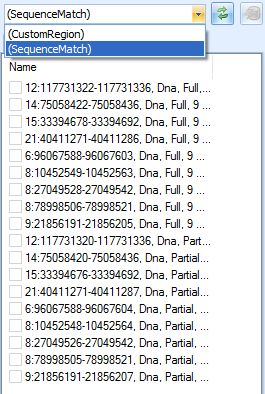 (SequenceMatch)
(CustomRegion)
(SequenceMatch)
Name
12:117731322-117731336, Dna, Full,...
14:75058422-75058436, Dna, Full, 9 ...
15:33394678-33394692, Dna, Full, 9 ...
21:40411271-40411286, Dna, Full, 9 ...
6:96067588-96067603, Dna, Full, 9 ...
8:10452549-10452563, Dna, Full, 9 ...
8:27049528-27049542, Dna, Full, 9 ...
8:78998506-78998521, Dna, Full, 9 ...
9:21856191-21856205, Dna, Full, 9 ...
12:117731320-117731336, Dna, Part...
14:75058420-75058436, Dna, Partial...
15:33394676-33394692, Dna, Partial...
21:40411271-40411287, Dna, Partial...
6:96067588-96067604, Dna, Partial, ...
8:10452548-10452564, Dna, Partial, ...
8:27049526-27049542, Dna, Partial, ...
8:78998505-78998521, Dna, Partial, ...
9:21856191-21856207, Dna, Partial, ...